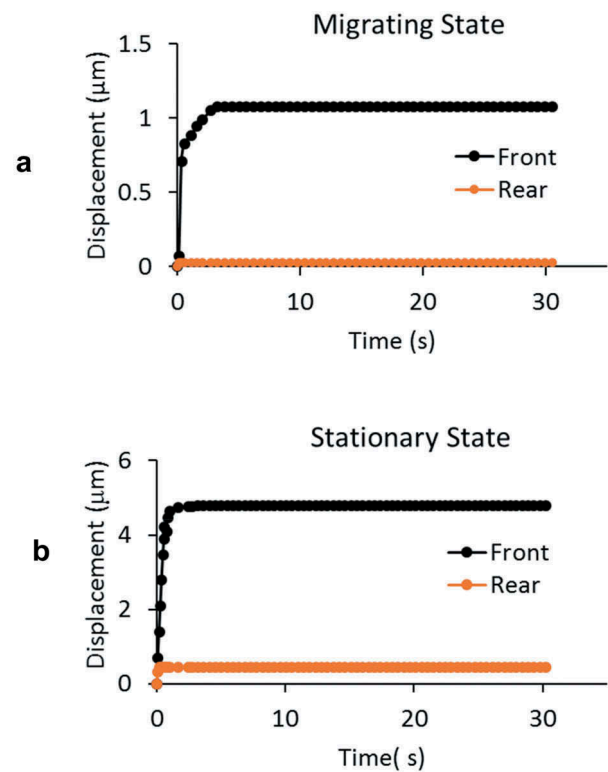 Migrating State
1.5
1
0.5
0
Displacement (μm)
a
Front
Rear
0 10 20 30
Time (s)
Stationary State
6
4
2
0
Displacement (μm)
b
Front
Rear
0 10 20 30
Time( s)